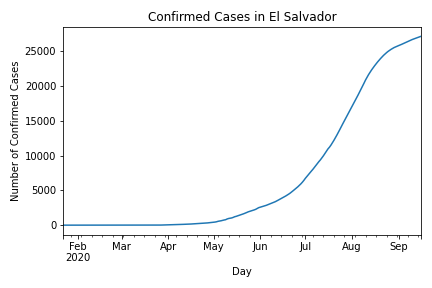 Confirmed Cases in El Salvador
Number of Confirmed Cases
25000
20000
15000
10000
5000
0
Feb Mar Apr May Jun Jul Aug Sep
2020
Day